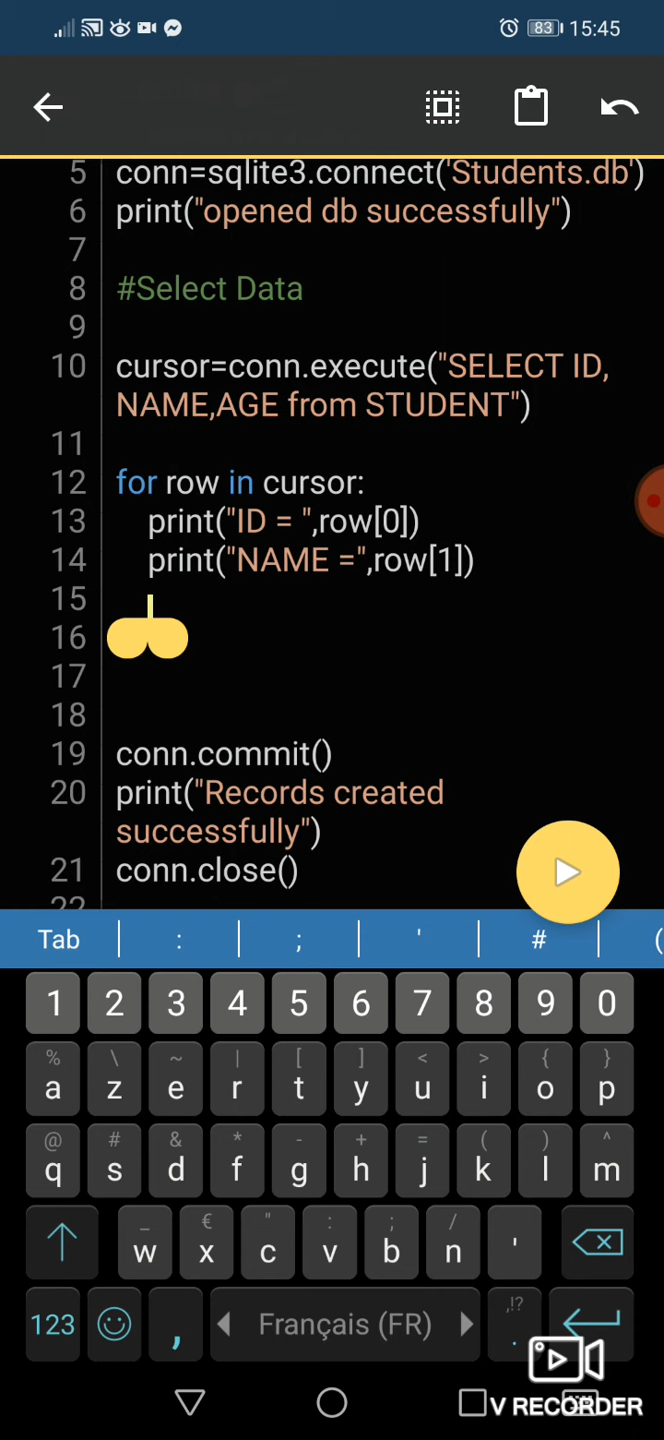 83 15:45
5 conn=sqlite3.connect('Students.db')
6 print("opened db successfully")
7
8 #Select Data
9
10 cursor=conn.execute("SELECT ID,
NAME,AGE from STUDENT")
11
12 for row in cursor:
13 print("ID = ",row[0])
14 print("NAME =",row[1])
15
16
17
18
19 conn.commit()
20 print("Records created
successfully")
21 conn.close()
22
Tab : ; ' # (
1 2 3 4 5 6 7 8 9 0
% \ ~ | [ ] < > { }
a z e r t y u i o p
@ # & * - + = ( ) ^
q s d f g h j k l m
_ € " : ; /
w x c v b n '
,!?
123 , Français (FR) .
V RECORDER